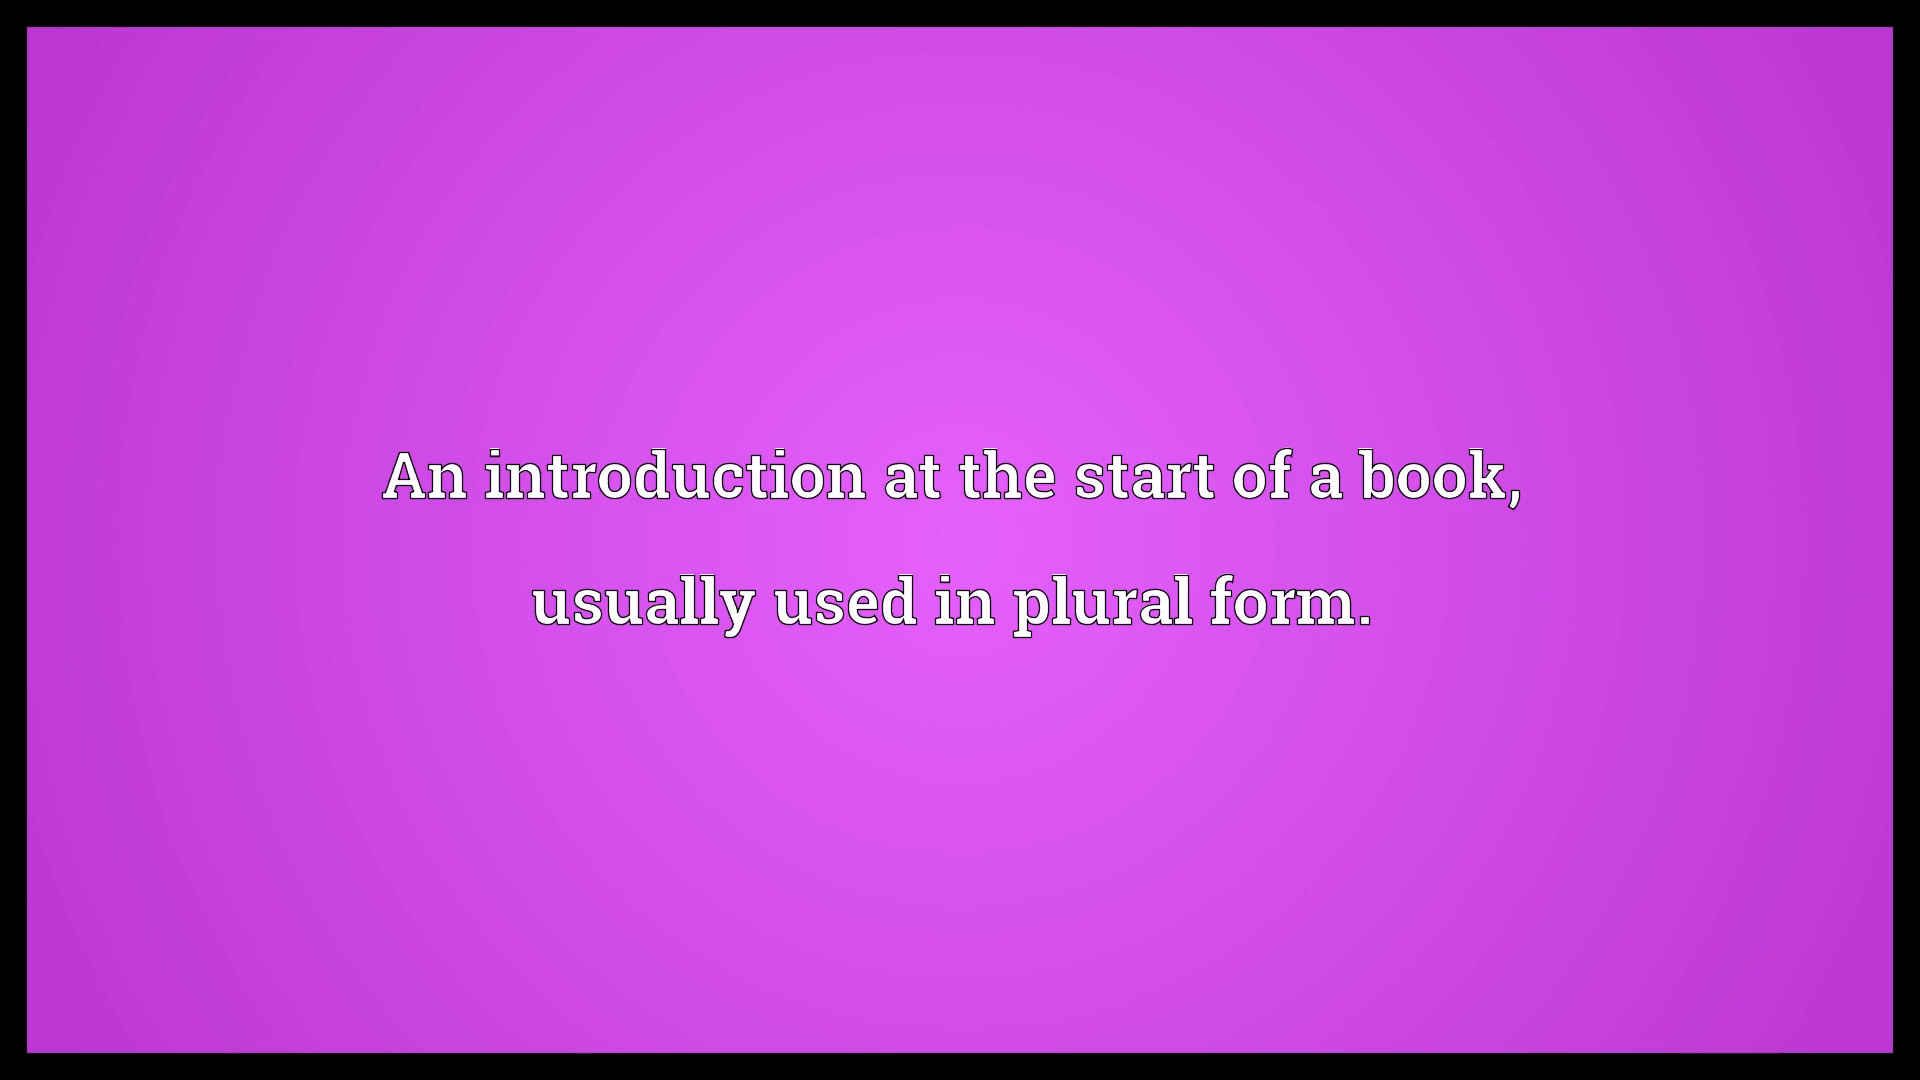 An introduction at the start of a book,
usually used in plural form.